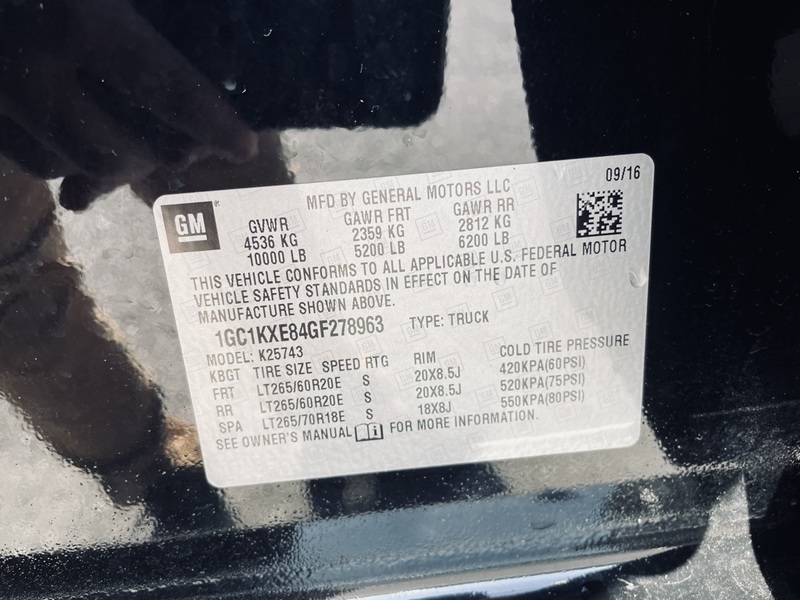 09/16
MFD BY GENERAL MOTORS LLC
GM
GVWR GAWR FRT GAWR RR
4536 KG 2359 KG 2812 KG
10000 LB 5200 LB 6200 LB
THIS VEHICLE CONFORMS TO ALL APPLICABLE U.S. FEDERAL MOTOR
VEHICLE SAFETY STANDARDS IN EFFECT ON THE DATE OF
MANUFACTURE SHOWN ABOVE.
1GC1KXE84GF278963 TYPE: TRUCK
MODEL: K25743
KBGT TIRE SIZE SPEED RTG RIM COLD TIRE PRESSURE
FRT LT265/60R20E S 20X8.5J 420KPA(60PSI)
RR LT265/60R20E S 20X8.5J 520KPA(75PSI)
SPA LT265/70R18E S 18X8J 550KPA(80PSI)
SEE OWNER'S MANUAL FOR MORE INFORMATION.